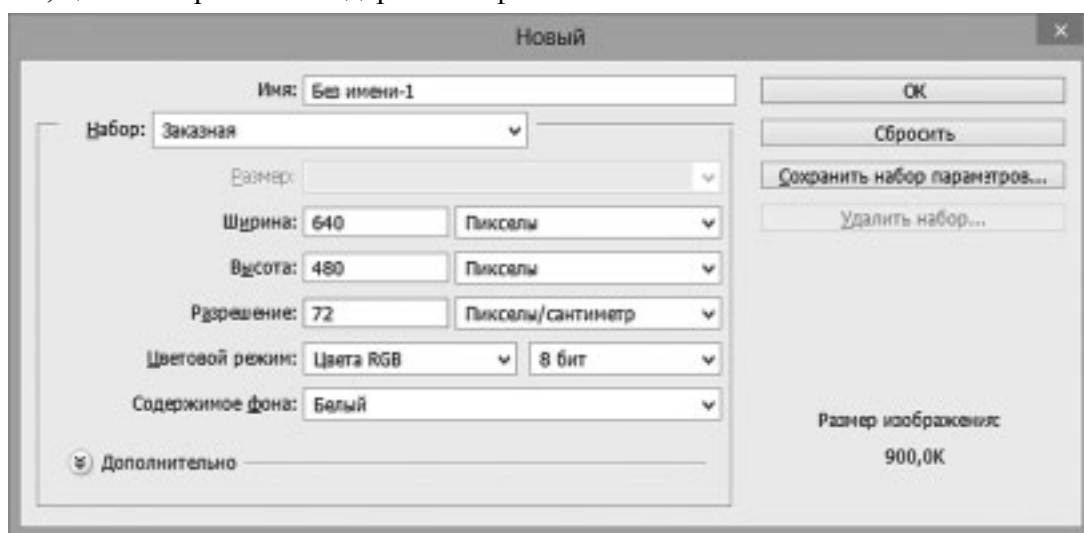 Новый
Имя: Без имени-1
ОК
Набор: Заказная
Сбросить
Размер:
Сохранить набор параметров...
Ширина: 640 Пикселы
Удалить набор...
Высота: 480 Пикселы
Разрешение: 72 Пикселы/сантиметр
Цветовой режим: Цвета RGB 8 бит
Содержимое фона: Белый
Размер изображения:
900,0K
Дополнительно